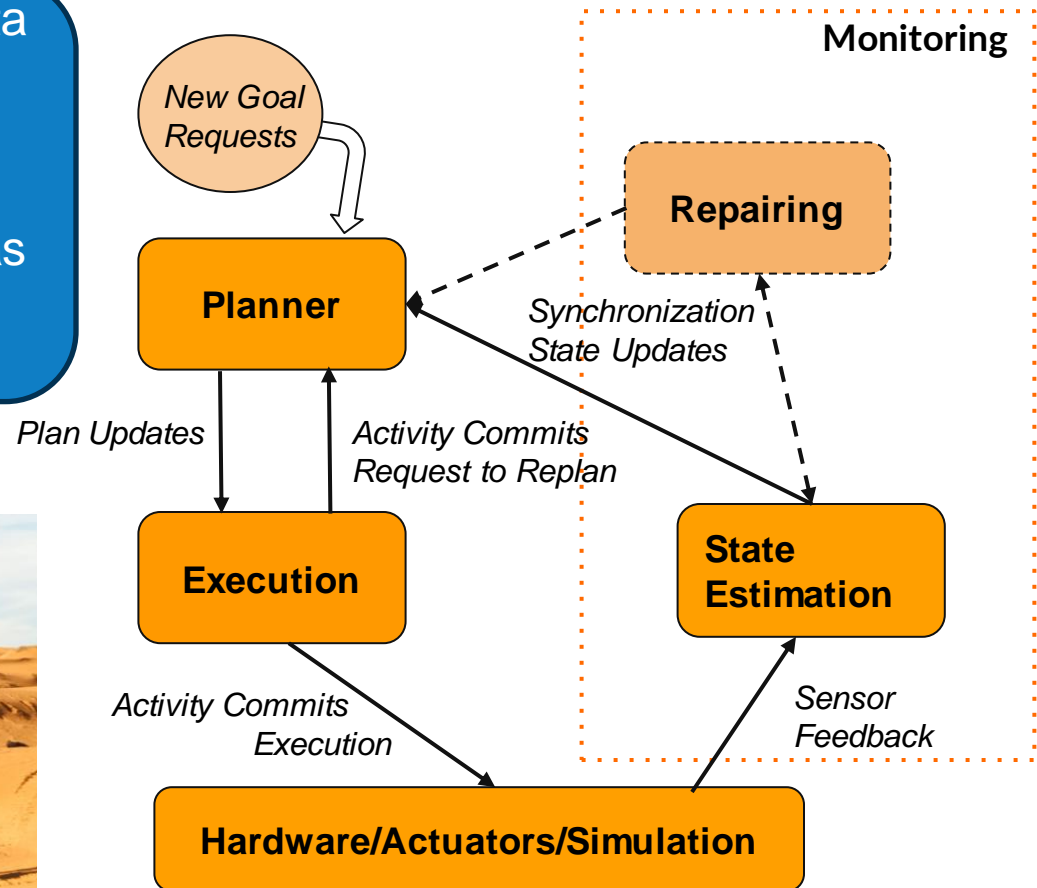 a
Monitoring
New Goal
Requests
Repairing
as
Planner
Synchronization
State Updates
Plan Updates
Activity Commits
Request to Replan
State
Estimation
Execution
Activity Commits
Execution
Sensor
Feedback
Hardware/Actuators/Simulation